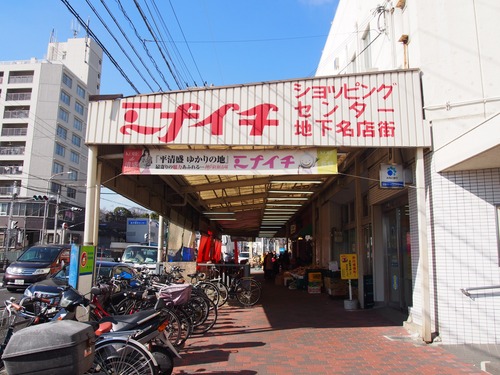 ミナイチ
ショッピング
センター
地下名店街
「平清盛 ゆかりの地」
ミナイチ